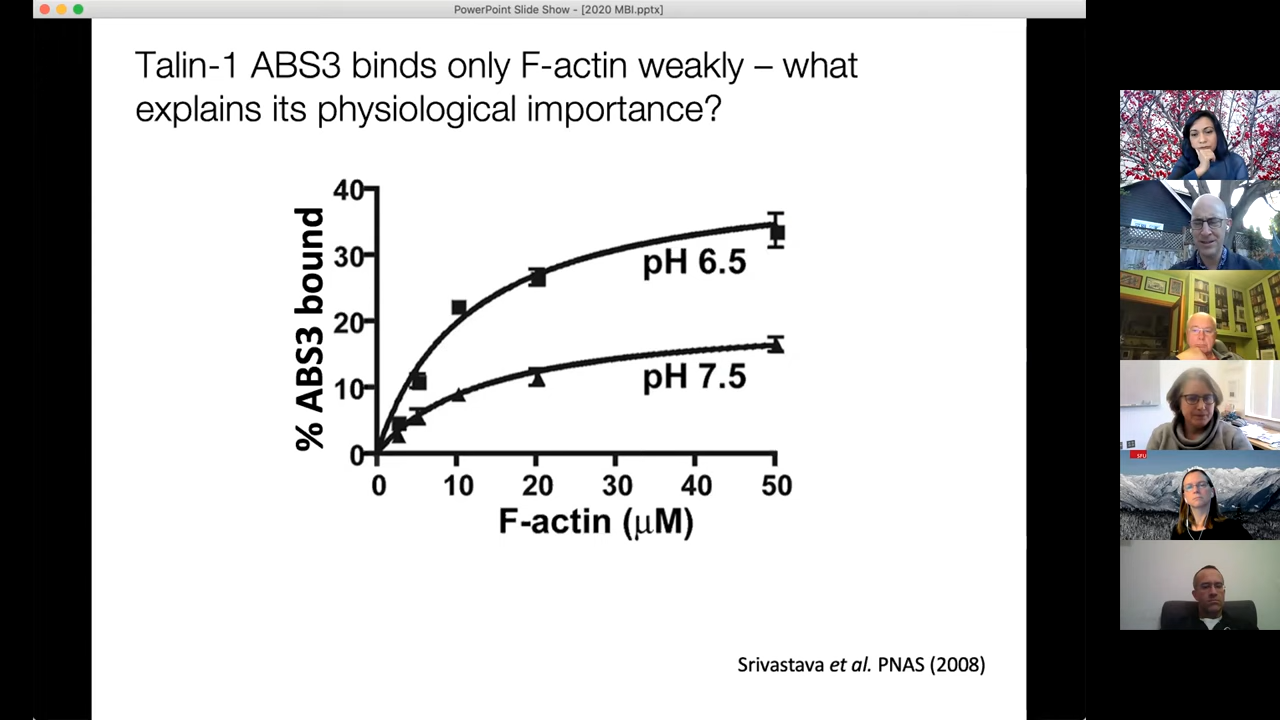 PowerPoint Slide Show - [2020 MBI.pptx]
Talin-1 ABS3 binds only F-actin weakly – what
explains its physiological importance?
% ABS3 bound
40
30
20
10
0
pH 6.5
pH 7.5
0 10 20 30 40 50
F-actin (μM)
Srivastava et al. PNAS (2008)
SFU